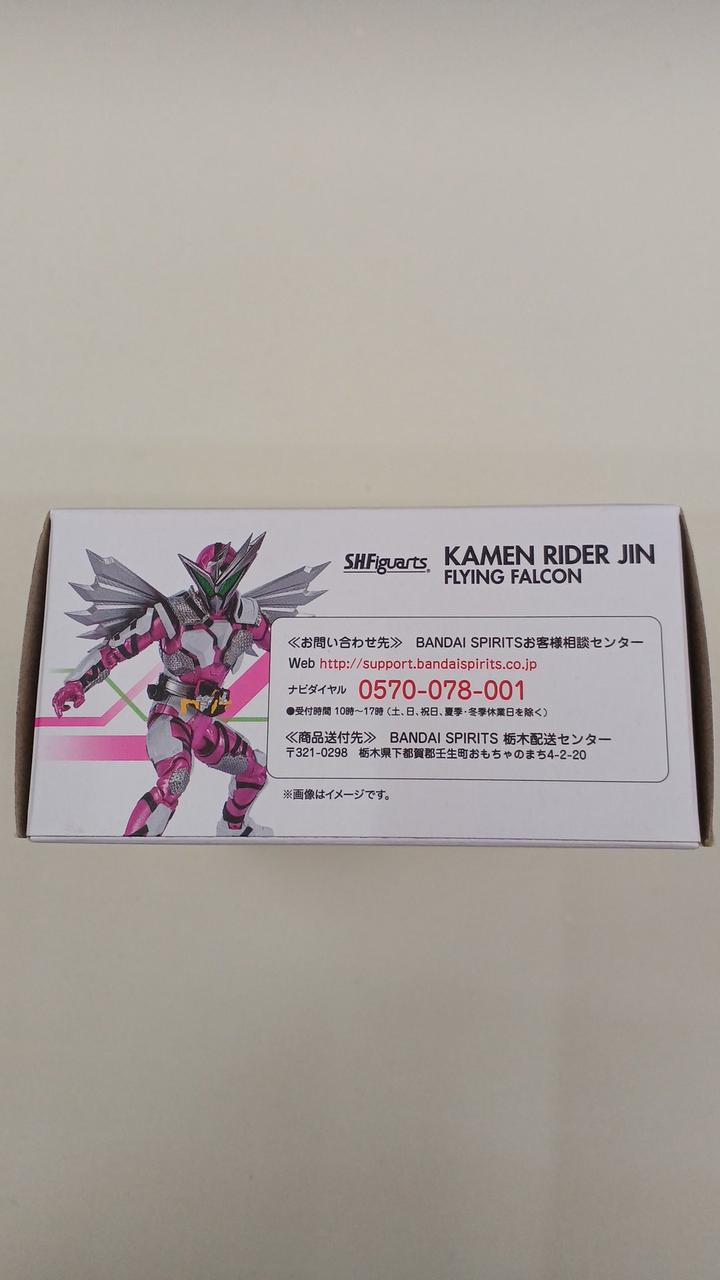 S.H.Figuarts
KAMEN RIDER JIN
FLYING FALCON
≪お問い合わせ先≫ BANDAI SPIRITSお客様相談センター
Web http://support.bandaispirits.co.jp
ナビダイヤル 0570-078-001
●受付時間 10時～17時（土、日、祝日、夏季・冬季休業日を除く）
≪商品送付先≫ BANDAI SPIRITS 栃木配送センター
〒321-0298 栃木県下都賀郡壬生町おもちゃのまち4-2-20
※画像はイメージです。